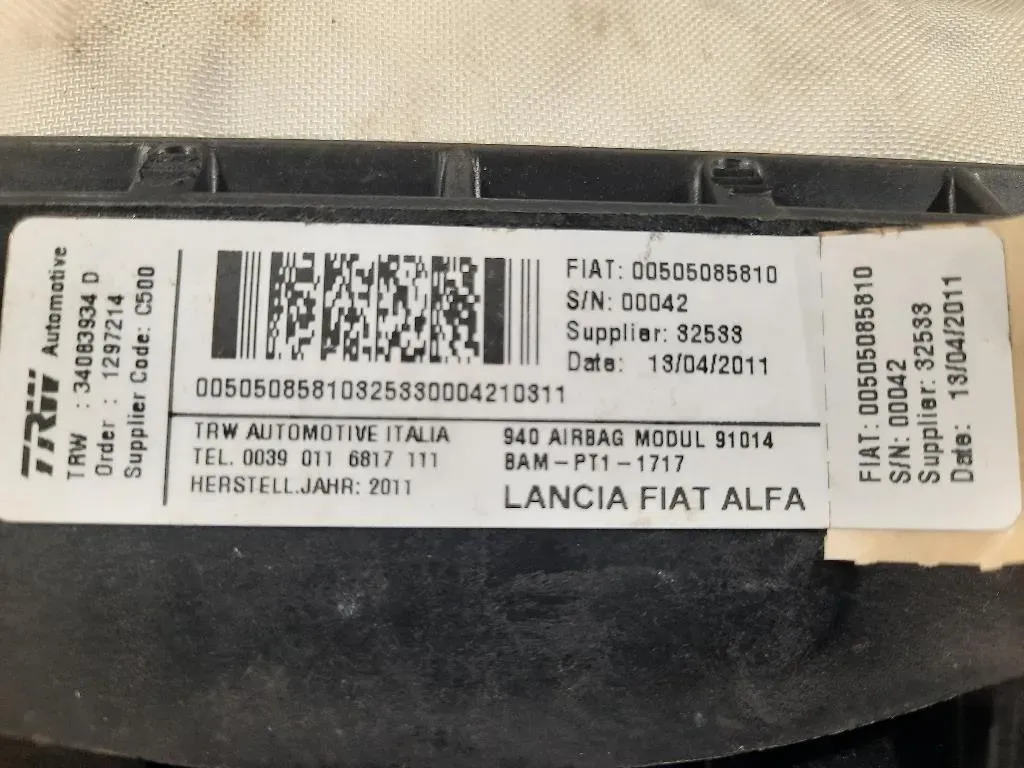 TRW Automotive
TRW : 34083934 D
Order : 1297214
Supplier Code: C500
FIAT: 00505085810
S/N: 00042
Supplier: 32533
Date: 13/04/2011
00505085810325330004210311
TRW AUTOMOTIVE ITALIA
TEL. 0039 011 6817 111
HERSTELL.JAHR: 2011
940 AIRBAG MODUL 91014
BAM-PT1-1717
LANCIA FIAT ALFA
FIAT: 00505085810
S/N: 00042
Supplier: 32533
Date: 13/04/2011